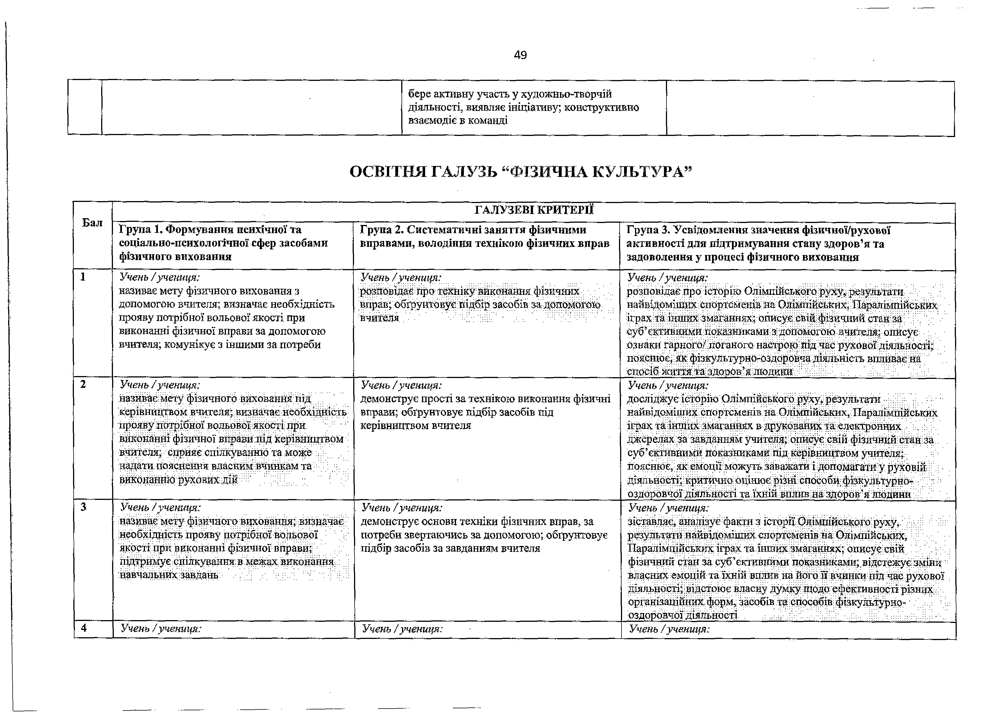 49
бере активну участь у художньо-творчій
діяльності, виявляє ініціативу; конструктивно
взаємодіє в команді
ОСВІТНЯ ГАЛУЗЬ “ФІЗИЧНА КУЛЬТУРА”
Бал
ГАЛУЗЕВІ КРИТЕРІЇ
Група 1. Формування психічної та
соціально-психологічної сфер засобами
фізичного виховання
Група 2. Систематичні заняття фізичними
вправами, володіння технікою фізичних вправ
Група 3. Усвідомлення значення фізичної/рухової
активності для підтримування стану здоров’я та
задоволення у процесі фізичного виховання
1
Учень / учениця:
називає мету фізичного виховання з
допомогою вчителя; визначає необхідність
прояву потрібної вольової якості при
виконанні фізичної вправи за допомогою
вчителя; комунікує з іншими за потреби
Учень / учениця:
розповідає про техніку виконання фізичних
вправ; обґрунтовує підбір засобів за допомогою
вчителя
Учень / учениця:
розповідає про історію Олімпійського руху, результати
найвідоміших спортсменів на Олімпійських, Паралімпійських
іграх та інших змаганнях; описує свій фізичний стан за
суб’єктивними показниками з допомогою вчителя; описує
ознаки гарного/ поганого настрою під час рухової діяльності;
пояснює, як фізкультурно-оздоровча діяльність впливає на
спосіб життя та здоров’я людини
2
Учень / учениця:
називає мету фізичного виховання під
керівництвом вчителя; визначає необхідність
прояву потрібної вольової якості при
виконанні фізичної вправи під керівництвом
вчителя; сприяє спілкуванню та може
надати пояснення власним вчинкам та
виконанню рухових дій
Учень / учениця:
демонструє прості за технікою виконання фізичні
вправи; обґрунтовує підбір засобів під
керівництвом вчителя
Учень / учениця:
досліджує історію Олімпійського руху, результати
найвідоміших спортсменів на Олімпійських, Паралімпійських
іграх та інших змаганнях в друкованих та електронних
джерелах за завданням учителя; описує свій фізичний стан за
суб’єктивними показниками під керівництвом учителя;
пояснює, як емоції можуть заважати і допомагати у руховій
діяльності; критично оцінює різні способи фізкультурно-
оздоровчої діяльності та їхній вплив на здоров’я людини
3
Учень / учениця:
називає мету фізичного виховання; визначає
необхідність прояву потрібної вольової
якості при виконанні фізичної вправи;
підтримує спілкування в межах виконання
навчальних завдань
Учень / учениця:
демонструє основи техніки фізичних вправ, за
потреби звертаючись за допомогою; обґрунтовує
підбір засобів за завданням вчителя
Учень / учениця:
зіставляє, аналізує факти з історії Олімпійського руху,
результати найвідоміших спортсменів на Олімпійських,
Паралімпійських іграх та інших змаганнях; описує свій
фізичний стан за суб’єктивними показниками; відстежує зміни
власних емоцій та їхній вплив на його її вчинки під час рухової
діяльності; відстоює власну думку щодо ефективності різних
організаційних форм, засобів та способів фізкультурно-
оздоровчої діяльності
4
Учень / учениця:
Учень / учениця:
Учень / учениця: